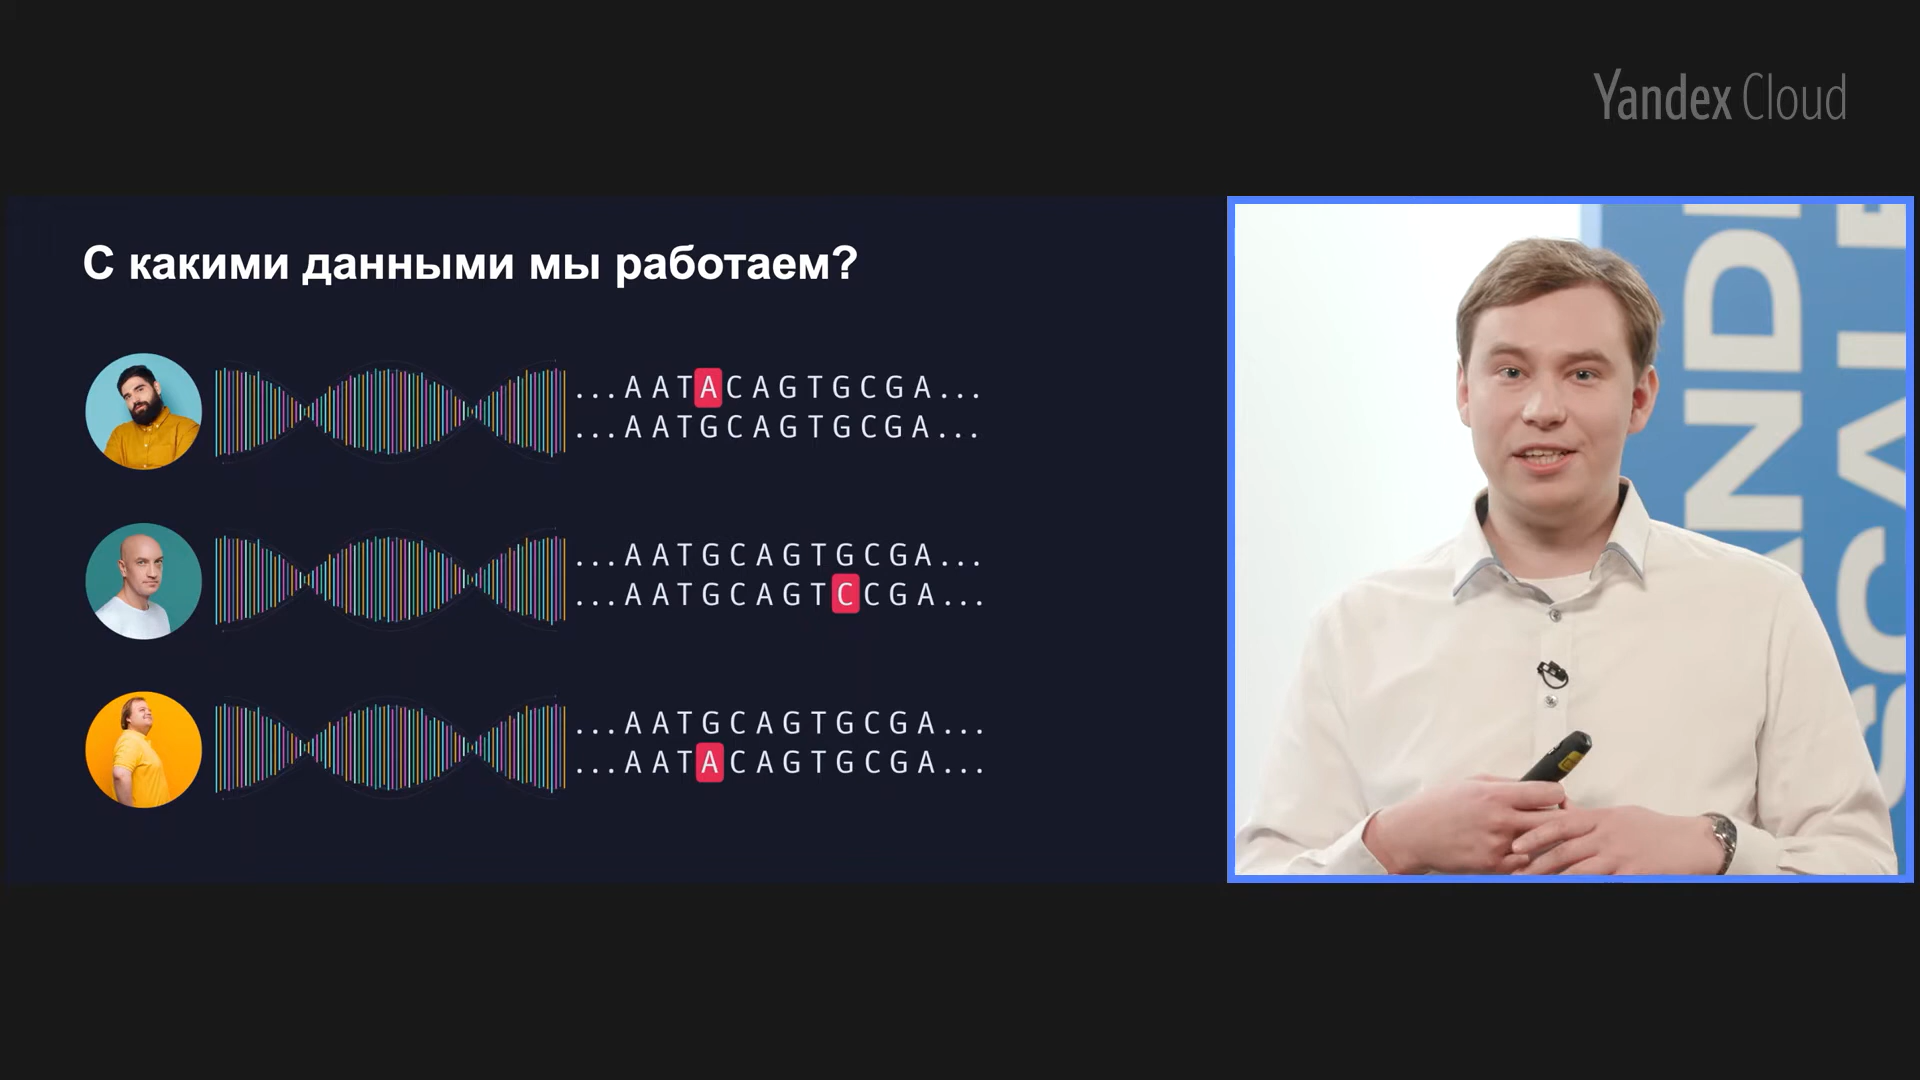 Yandex Cloud
С какими данными мы работаем?
...AATACAGTGCGA...
...AATGCAGTGCGA...
...AATGCAGTGCGA...
...AATGCAGTCCGA...
...AATGCAGTGCGA...
...AATACAGTGCGA...